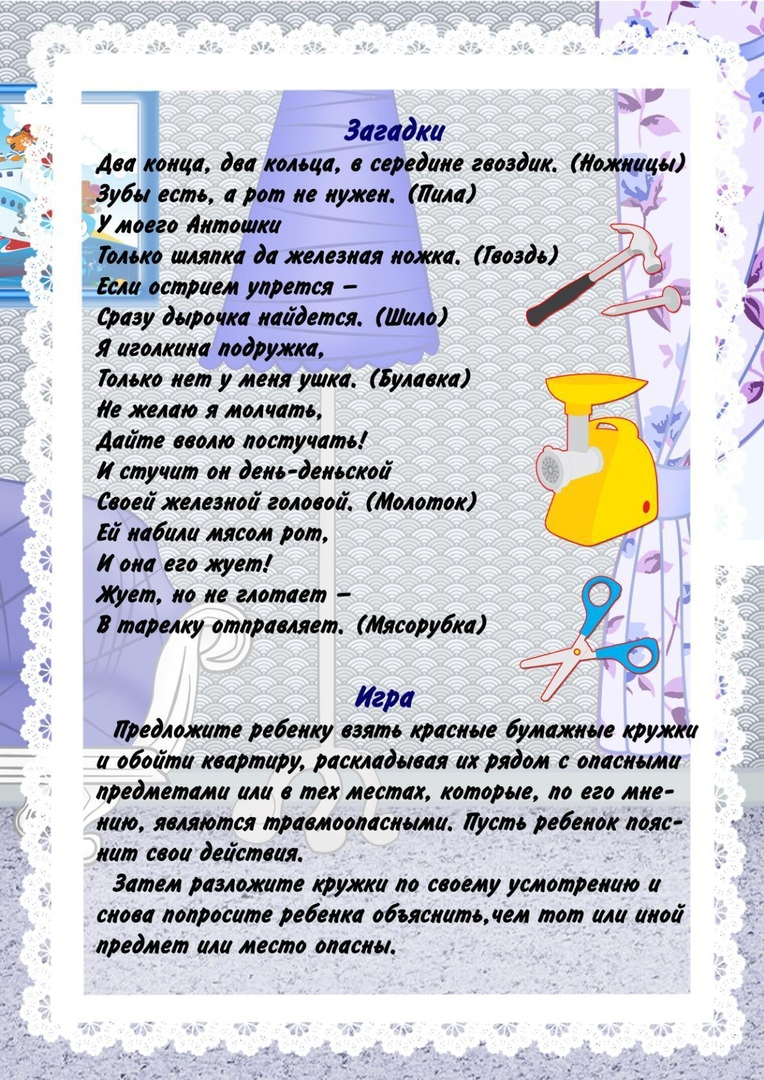 Загадки
Два конца, два кольца, в середине гвоздик. (Ножницы)
Зубы есть, а рот не нужен. (Пила)
У моего Антошки
Только шляпка да железная ножка. (Гвоздь)
Если острием упрется –
Сразу дырочка найдется. (Шило)
Я иголкина подружка,
Только нет у меня ушка. (Булавка)
Не желаю я молчать,
Дайте вволю постучать!
И стучит он день-деньской
Своей железной головой. (Молоток)
Ей набили мясом рот,
И она его жует!
Жует, но не глотает –
В тарелку отправляет. (Мясорубка)
Игра
Предложите ребенку взять красные бумажные кружки
и обойти квартиру, раскладывая их рядом с опасными
предметами или в тех местах, которые, по его мне-
нию, являются травмоопасными. Пусть ребенок пояс-
нит свои действия.
Затем разложите кружки по своему усмотрению и
снова попросите ребенка объяснить,чем тот или иной
предмет или место опасны.